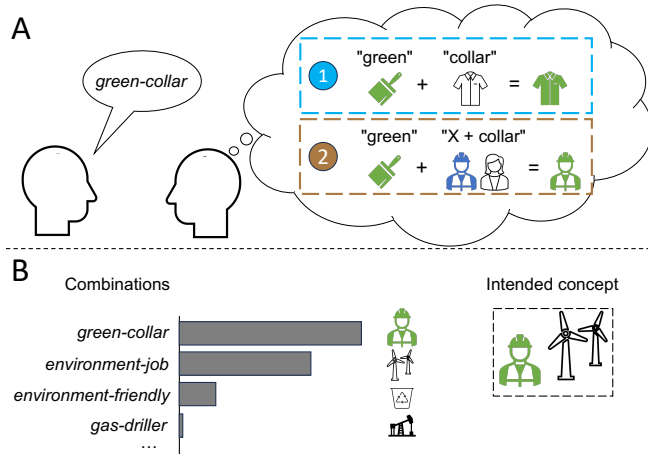 A
green-collar
1
"green" "collar"
+ =
2
"green" "X + collar"
+ =
B
Combinations
Intended concept
green-collar
environment-job
environment-friendly
gas-driller
...